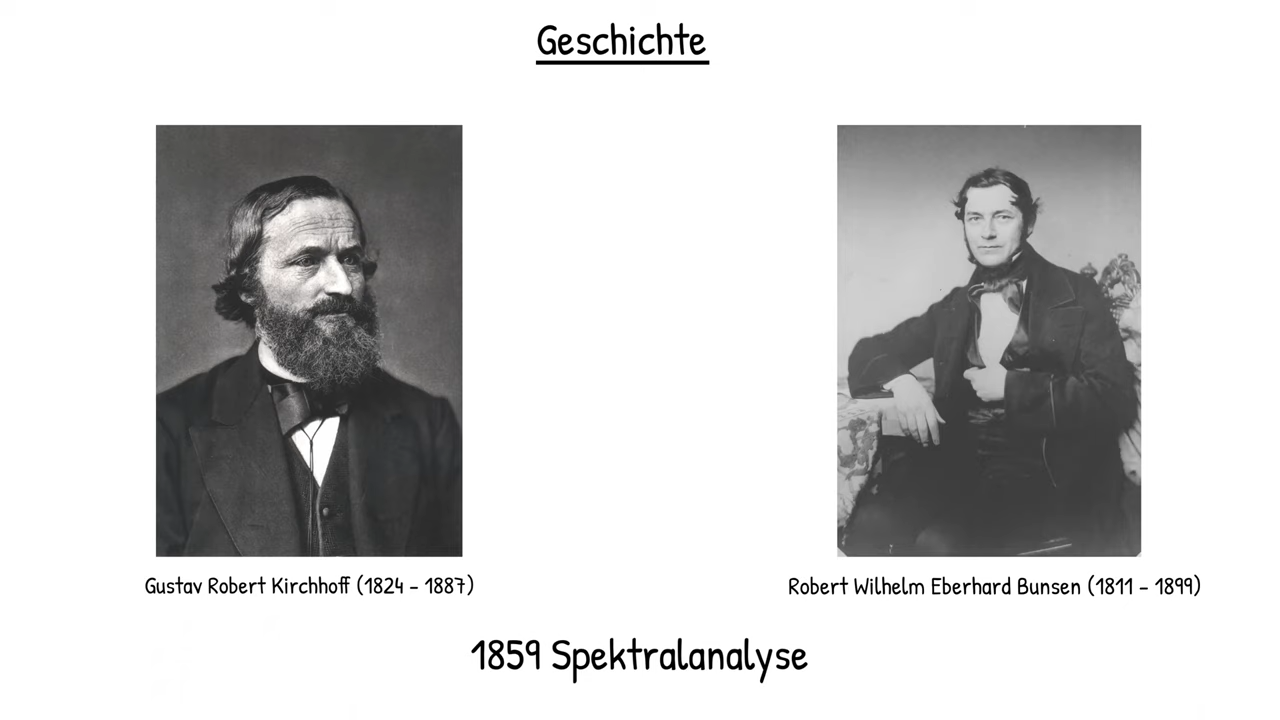 Geschichte
Gustav Robert Kirchhoff (1824 - 1887)
Robert Wilhelm Eberhard Bunsen (1811 - 1899)
1859 Spektralanalyse